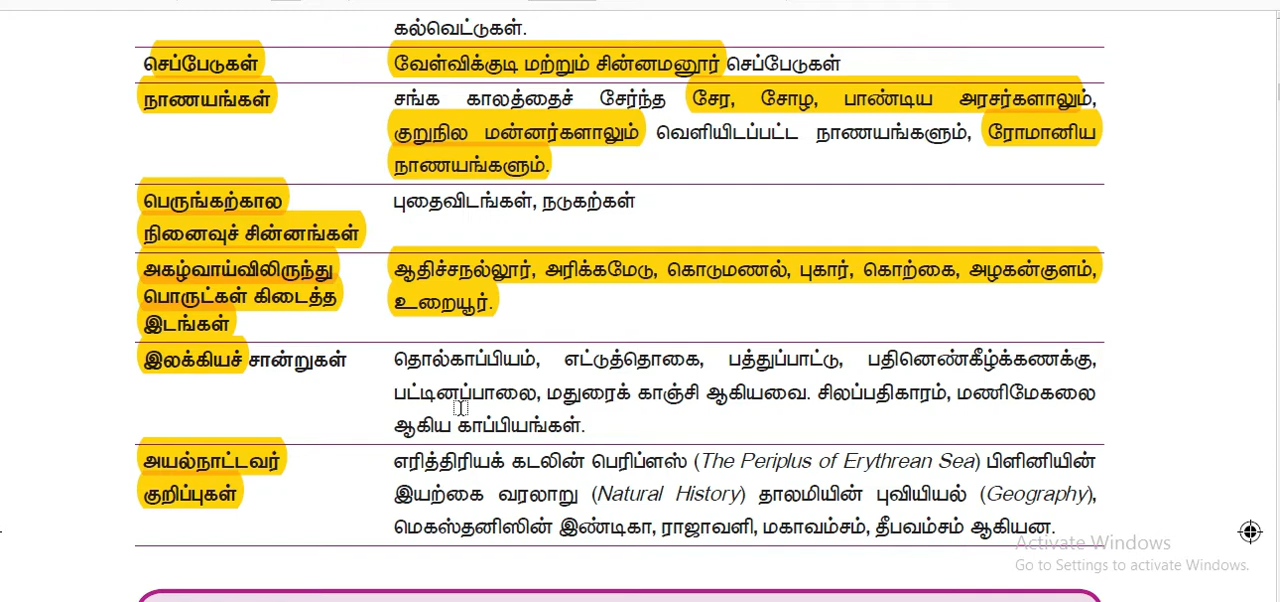 கல்வெட்டுகள்.
செப்பேடுகள் வேள்விக்குடி மற்றும் சின்னமனூர் செப்பேடுகள்
நாணயங்கள் சங்க காலத்தைச் சேர்ந்த சேர, சோழ, பாண்டிய அரசர்களாலும்,
குறுநில மன்னர்களாலும் வெளியிடப்பட்ட நாணயங்களும், ரோமானிய
நாணயங்களும்.
பெருங்கற்கால புதைவிடங்கள், நடுகற்கள்
நினைவுச் சின்னங்கள்
அகழ்வாய்விலிருந்து ஆதிச்சநல்லூர், அரிக்கமேடு, கொடுமணல், புகார், கொற்கை, அழகன்குளம்,
பொருட்கள் கிடைத்த உறையூர்.
இடங்கள்
இலக்கியச் சான்றுகள் தொல்காப்பியம், எட்டுத்தொகை, பத்துப்பாட்டு, பதினெண்கீழ்க்கணக்கு,
பட்டினப்பாலை, மதுரைக் காஞ்சி ஆகியவை. சிலப்பதிகாரம், மணிமேகலை
ஆகிய காப்பியங்கள்.
அயல்நாட்டவர் எரித்திரியக் கடலின் பெரிப்ளஸ் (The Periplus of Erythrean Sea) பிளினியின்
குறிப்புகள் இயற்கை வரலாறு (Natural History) தாலமியின் புவியியல் (Geography),
மெகஸ்தனிஸின் இண்டிகா, ராஜாவளி, மகாவம்சம், தீபவம்சம் ஆகியன.
Activate Windows
Go to Settings to activate Windows.